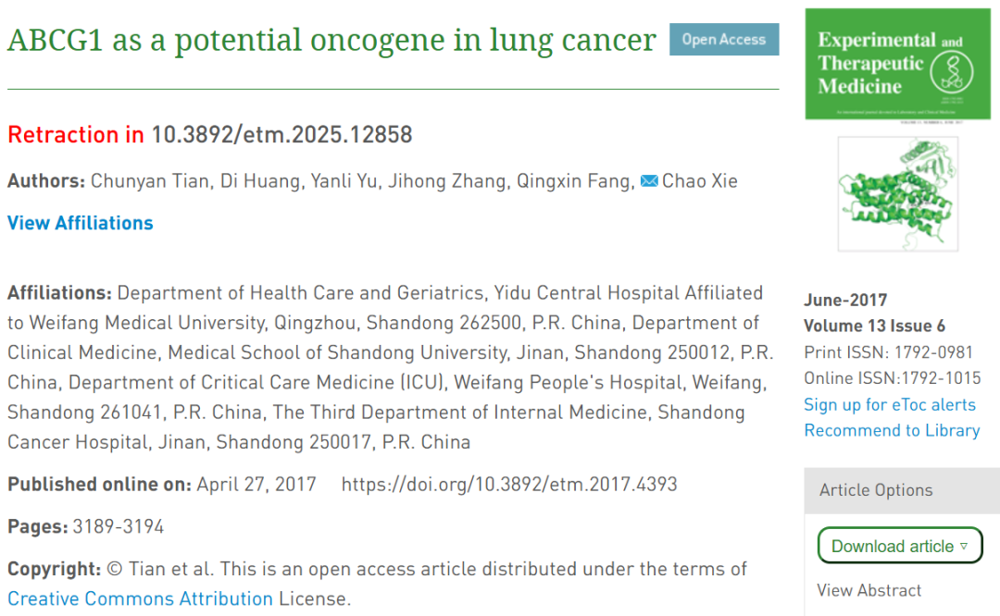 ABCG1 as a potential oncogene in lung cancer
Open Access
Retraction in 10.3892/etm.2025.12858
Authors: Chunyan Tian, Di Huang, Yanli Yu, Jihong Zhang, Qingxin Fang, Chao Xie
View Affiliations
Affiliations: Department of Health Care and Geriatrics, Yidu Central Hospital Affiliated
to Weifang Medical University, Qingzhou, Shandong 262500, P.R. China, Department of
Clinical Medicine, Medical School of Shandong University, Jinan, Shandong 250012, P.R.
China, Department of Critical Care Medicine (ICU), Weifang People's Hospital, Weifang,
Shandong 261041, P.R. China, The Third Department of Internal Medicine, Shandong
Cancer Hospital, Jinan, Shandong 250017, P.R. China
Published online on: April 27, 2017 https://doi.org/10.3892/etm.2017.4393
Pages: 3189-3194
Copyright: © Tian et al. This is an open access article distributed under the terms of
Creative Commons Attribution License.
Experimental and
Therapeutic
Medicine
June-2017
Volume 13 Issue 6
Print ISSN: 1792-0981
Online ISSN:1792-1015
Sign up for eToc alerts
Recommend to Library
Article Options
Download article ▿
View Abstract